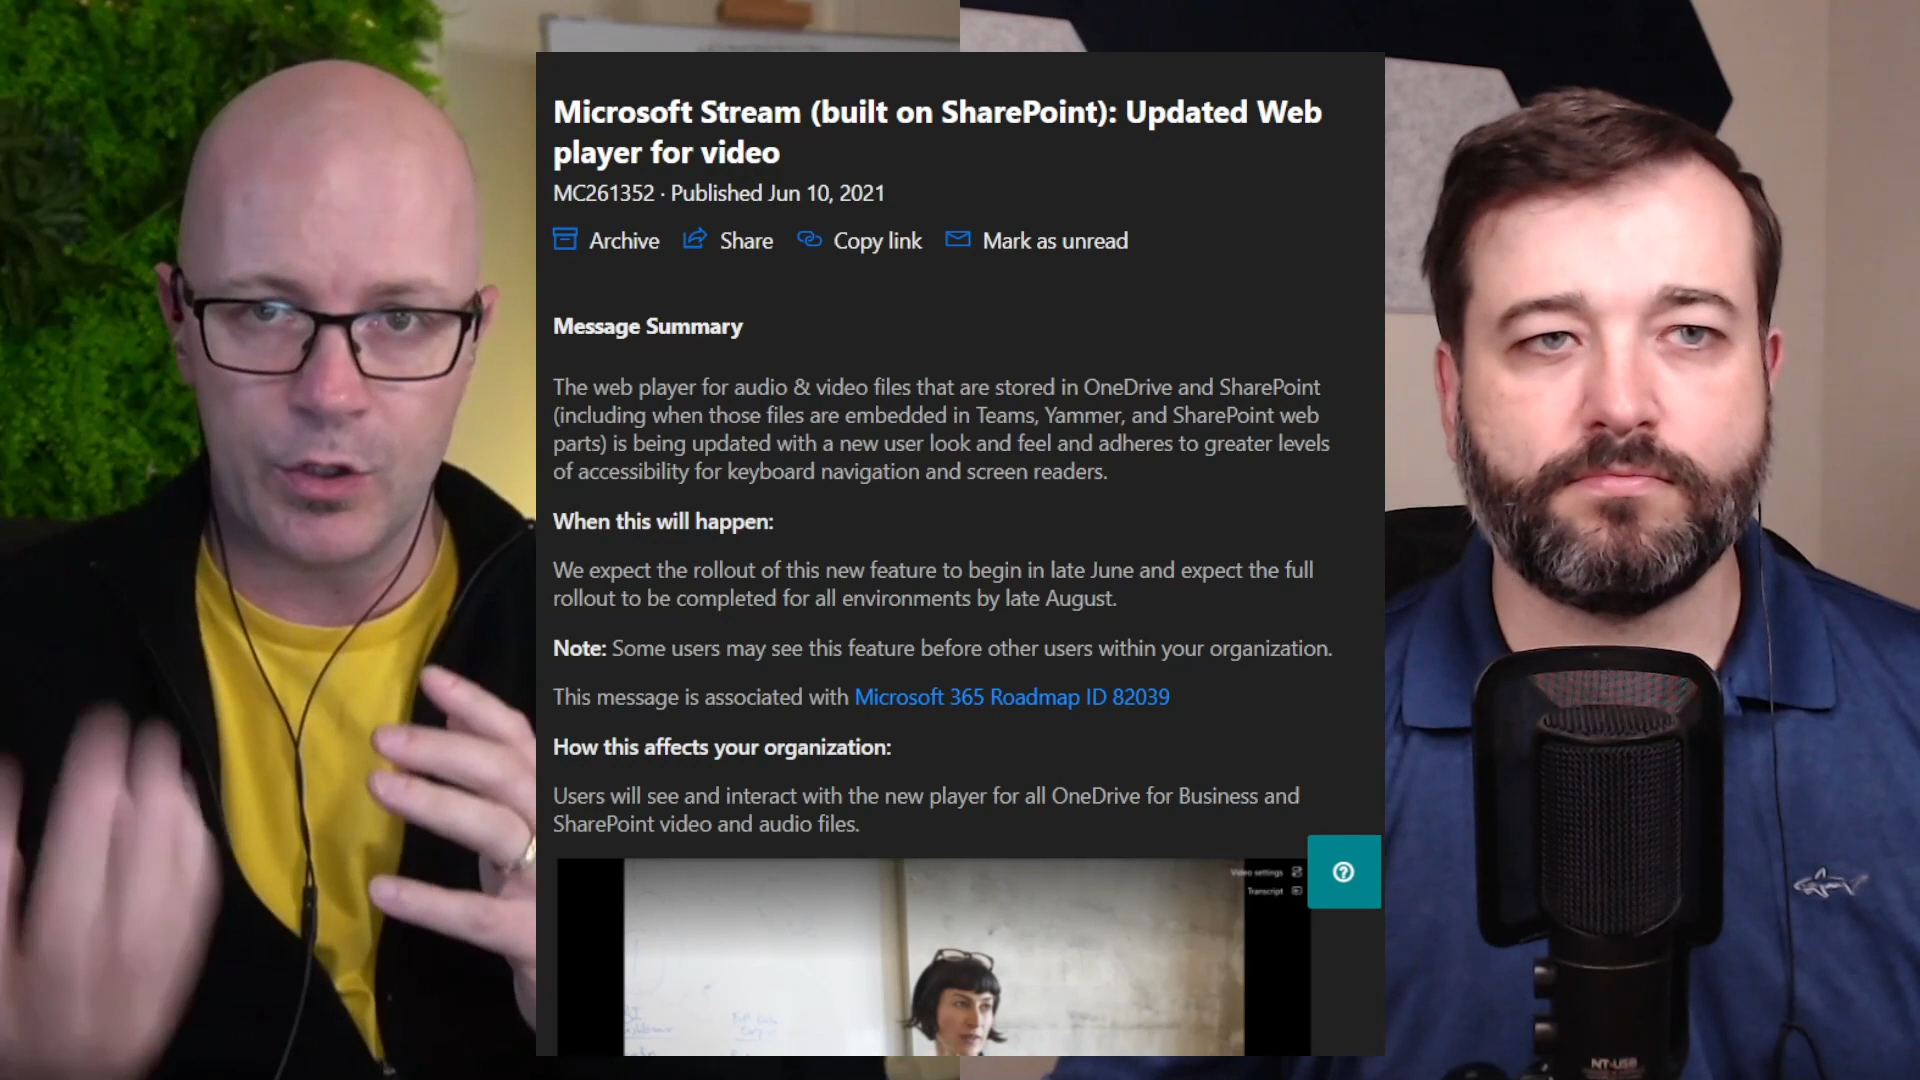 Microsoft Stream (built on SharePoint): Updated Web
player for video
MC261352 · Published Jun 10, 2021
Archive Share Copy link Mark as unread
Message Summary
The web player for audio & video files that are stored in OneDrive and SharePoint
(including when those files are embedded in Teams, Yammer, and SharePoint web
parts) is being updated with a new user look and feel and adheres to greater levels
of accessibility for keyboard navigation and screen readers.
When this will happen:
We expect the rollout of this new feature to begin in late June and expect the full
rollout to be completed for all environments by late August.
Note: Some users may see this feature before other users within your organization.
This message is associated with Microsoft 365 Roadmap ID 82039
How this affects your organization:
Users will see and interact with the new player for all OneDrive for Business and
SharePoint video and audio files.
Video settings
Transcript
NT-USB